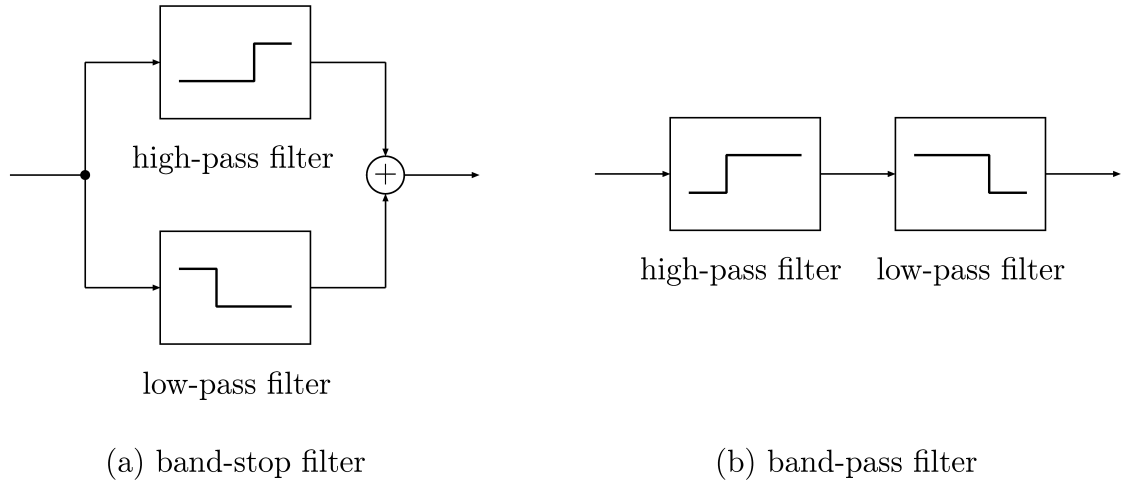 high-pass filter
+
low-pass filter
(a) band-stop filter
high-pass filter
low-pass filter
(b) band-pass filter